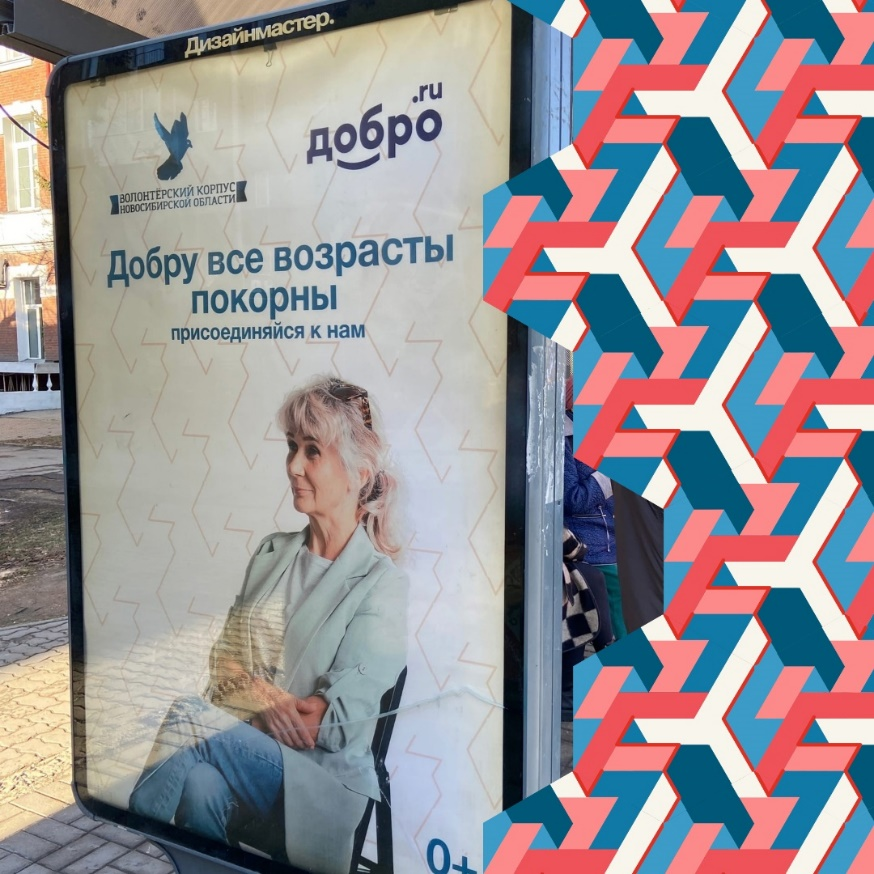 Дизайнмастер.
ВОЛОНТЁРСКИЙ КОРПУС
НОВОСИБИРСКОЙ ОБЛАСТИ
добро.ru
Добру все возрасты
покорны
присоединяйся к нам
0+